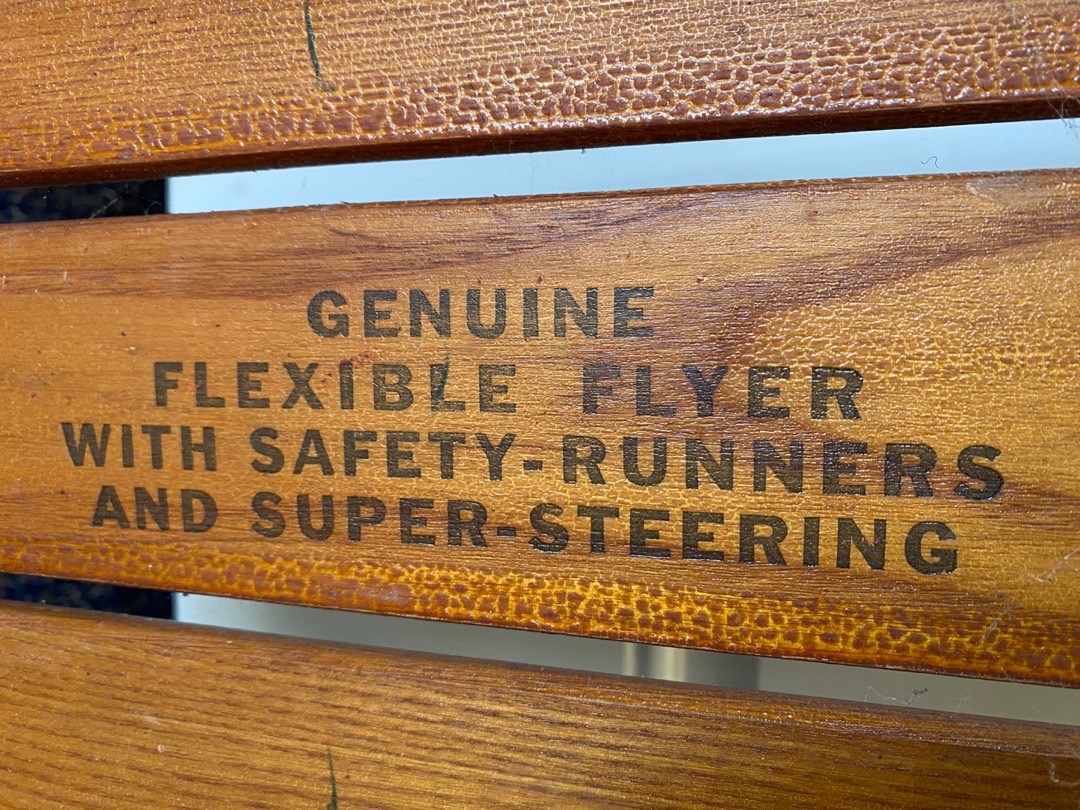 GENUINE
FLEXIBLE FLYER
WITH SAFETY-RUNNERS
AND SUPER-STEERING